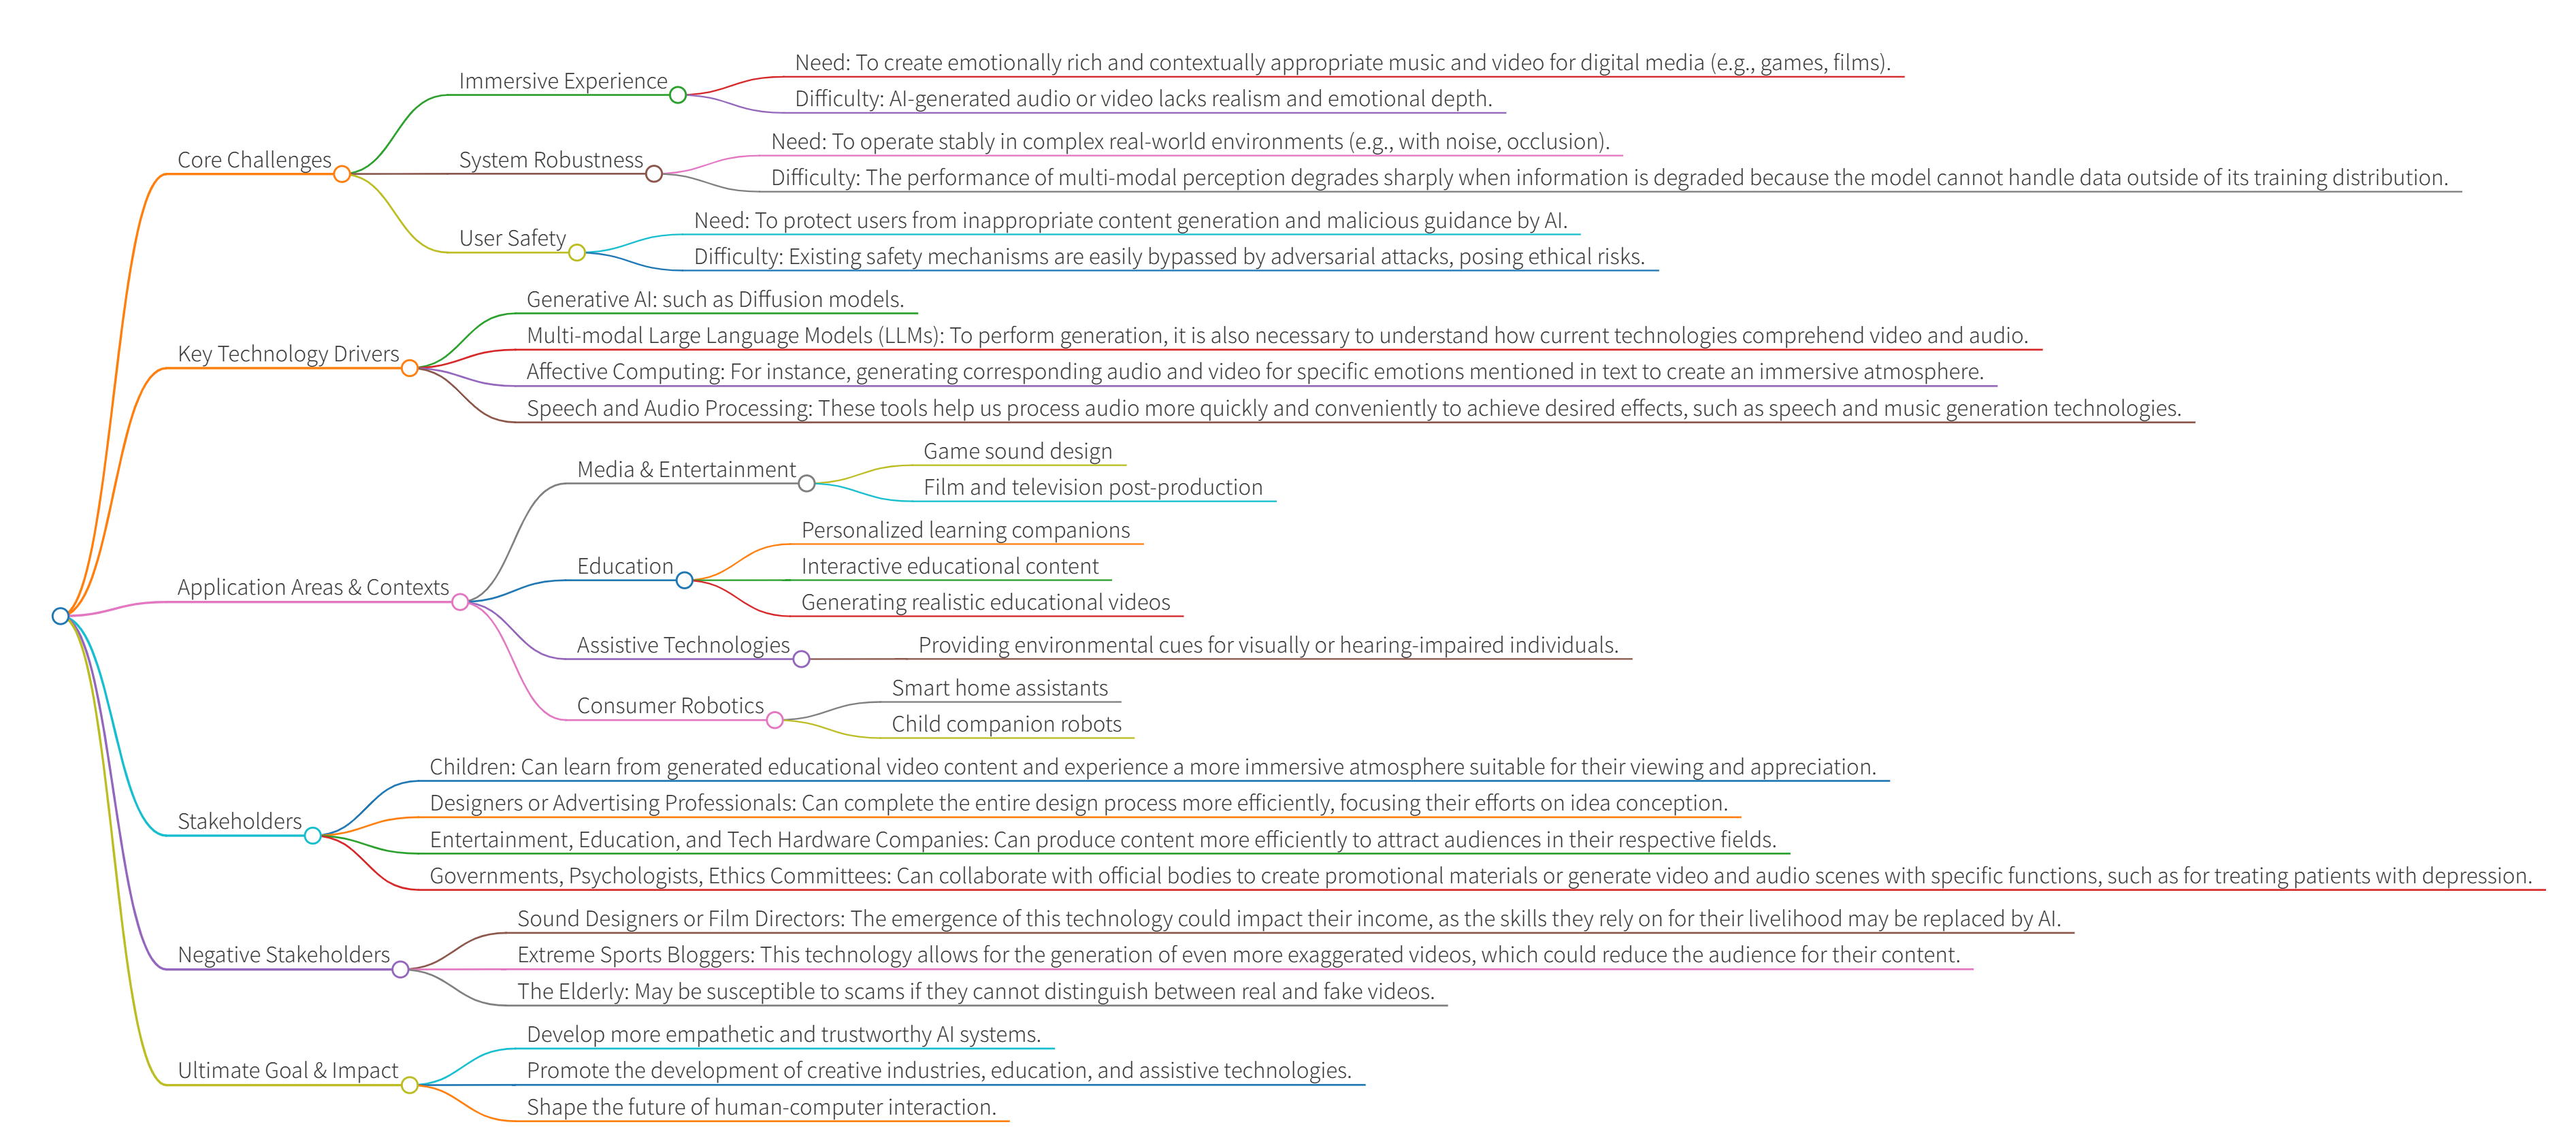 Core Challenges
Immersive Experience
Need: To create emotionally rich and contextually appropriate music and video for digital media (e.g., games, films).
Difficulty: AI-generated audio or video lacks realism and emotional depth.
System Robustness
Need: To operate stably in complex real-world environments (e.g., with noise, occlusion).
Difficulty: The performance of multi-modal perception degrades sharply when information is degraded because the model cannot handle data outside of its training distribution.
User Safety
Need: To protect users from inappropriate content generation and malicious guidance by AI.
Difficulty: Existing safety mechanisms are easily bypassed by adversarial attacks, posing ethical risks.
Key Technology Drivers
Generative AI: such as Diffusion models.
Multi-modal Large Language Models (LLMs): To perform generation, it is also necessary to understand how current technologies comprehend video and audio.
Affective Computing: For instance, generating corresponding audio and video for specific emotions mentioned in text to create an immersive atmosphere.
Speech and Audio Processing: These tools help us process audio more quickly and conveniently to achieve desired effects, such as speech and music generation technologies.
Application Areas & Contexts
Media & Entertainment
Game sound design
Film and television post-production
Education
Personalized learning companions
Interactive educational content
Generating realistic educational videos
Assistive Technologies
Providing environmental cues for visually or hearing-impaired individuals.
Consumer Robotics
Smart home assistants
Child companion robots
Stakeholders
Children: Can learn from generated educational video content and experience a more immersive atmosphere suitable for their viewing and appreciation.
Designers or Advertising Professionals: Can complete the entire design process more efficiently, focusing their efforts on idea conception.
Entertainment, Education, and Tech Hardware Companies: Can produce content more efficiently to attract audiences in their respective fields.
Governments, Psychologists, Ethics Committees: Can collaborate with official bodies to create promotional materials or generate video and audio scenes with specific functions, such as for treating patients with depression.
Negative Stakeholders
Sound Designers or Film Directors: The emergence of this technology could impact their income, as the skills they rely on for their livelihood may be replaced by AI.
Extreme Sports Bloggers: This technology allows for the generation of even more exaggerated videos, which could reduce the audience for their content.
The Elderly: May be susceptible to scams if they cannot distinguish between real and fake videos.
Ultimate Goal & Impact
Develop more empathetic and trustworthy AI systems.
Promote the development of creative industries, education, and assistive technologies.
Shape the future of human-computer interaction.